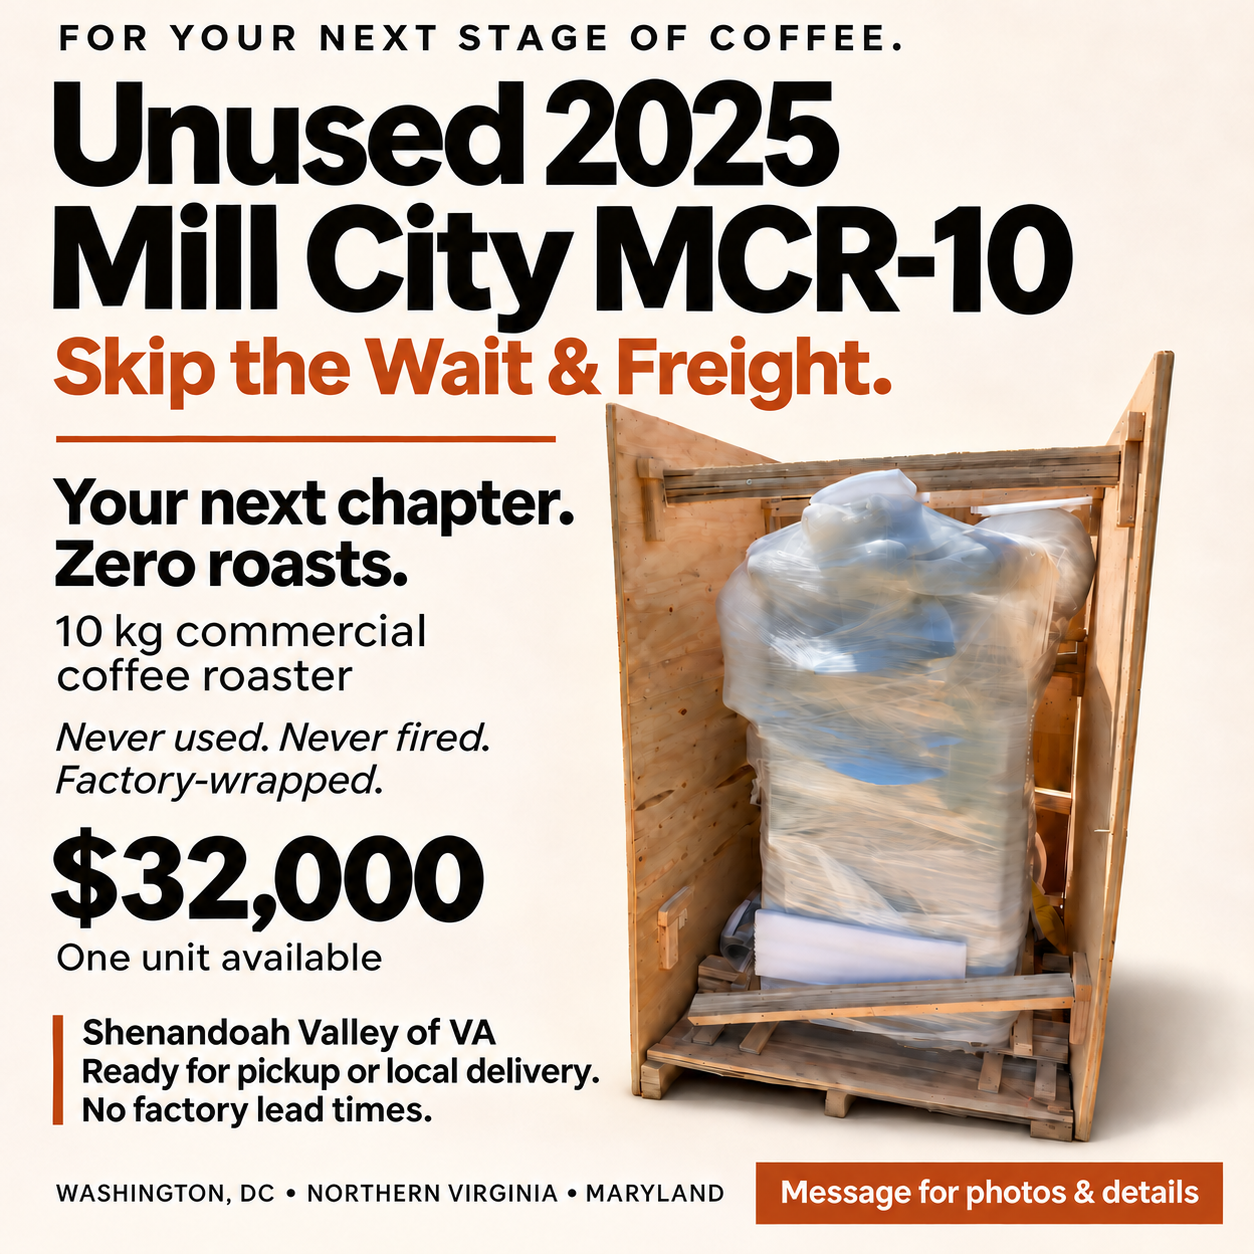 FOR YOUR NEXT STAGE OF COFFEE.
Unused 2025
Mill City MCR-10
Skip the Wait & Freight.
Your next chapter.
Zero roasts.
10 kg commercial
coffee roaster
Never used. Never fired.
Factory-wrapped.
$32,000
One unit available
Shenandoah Valley of VA
Ready for pickup or local delivery.
No factory lead times.
WASHINGTON, DC • NORTHERN VIRGINIA • MARYLAND
Message for photos & details